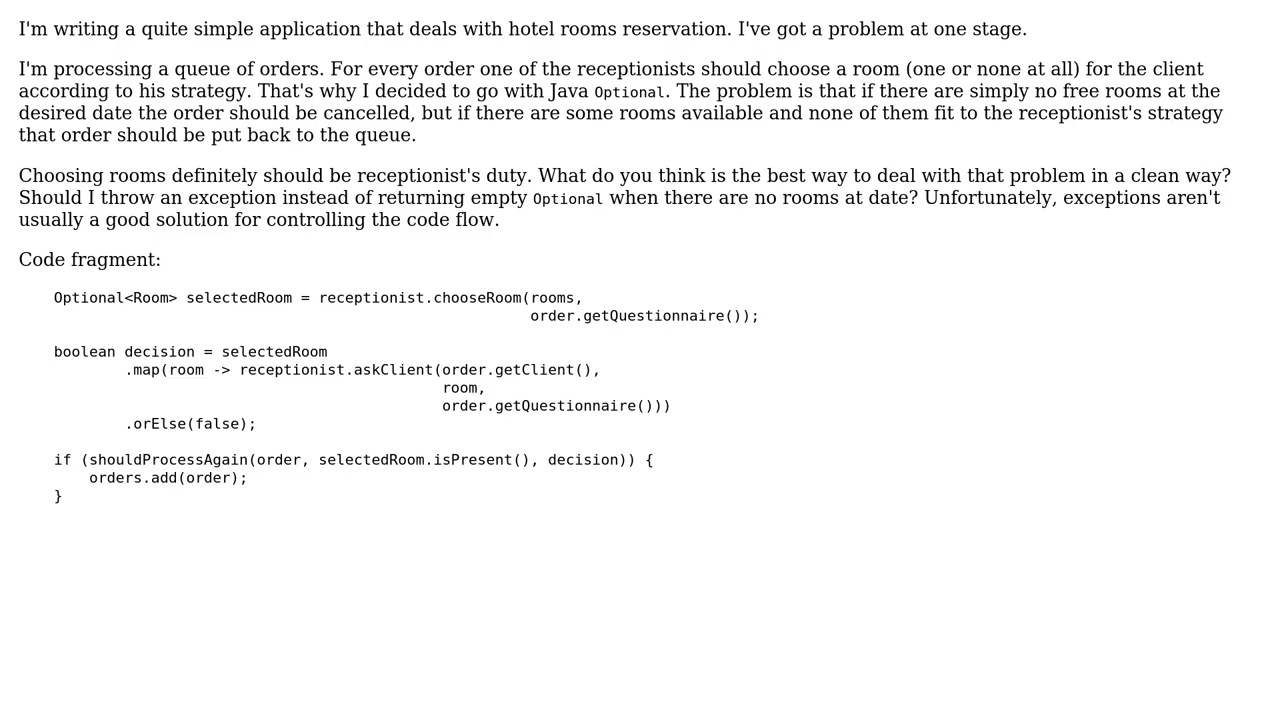 I'm writing a quite simple application that deals with hotel rooms reservation. I've got a problem at one stage.
I'm processing a queue of orders. For every order one of the receptionists should choose a room (one or none at all) for the client
according to his strategy. That's why I decided to go with Java Optional. The problem is that if there are simply no free rooms at the
desired date the order should be cancelled, but if there are some rooms available and none of them fit to the receptionist's strategy
that order should be put back to the queue.
Choosing rooms definitely should be receptionist's duty. What do you think is the best way to deal with that problem in a clean way?
Should I throw an exception instead of returning empty Optional when there are no rooms at date? Unfortunately, exceptions aren't
usually a good solution for controlling the code flow.
Code fragment:
Optional<Room> selectedRoom = receptionist.chooseRoom(rooms,
order.getQuestionnaire());
boolean decision = selectedRoom
.map(room -> receptionist.askClient(order.getClient(),
room,
order.getQuestionnaire()))
.orElse(false);
if (shouldProcessAgain(order, selectedRoom.isPresent(), decision)) {
orders.add(order);
}